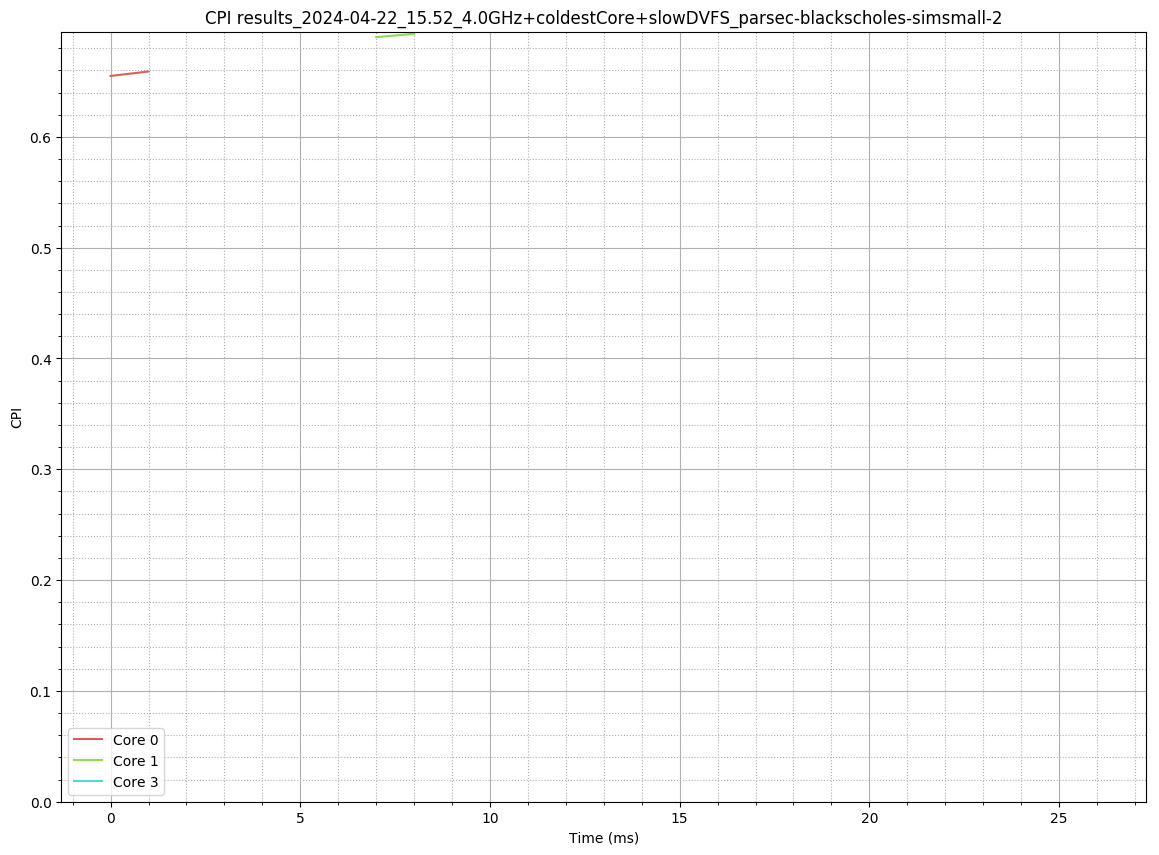 CPI results_2024-04-22_15.52_4.0GHz+coldestCore+slowDVFS_parsec-blackscholes-simsmall-2
0.6
0.5
0.4
0.3
0.2
0.1
0.0
CPI
Core 0
Core 1
Core 3
0 5 10 15 20 25
Time (ms)